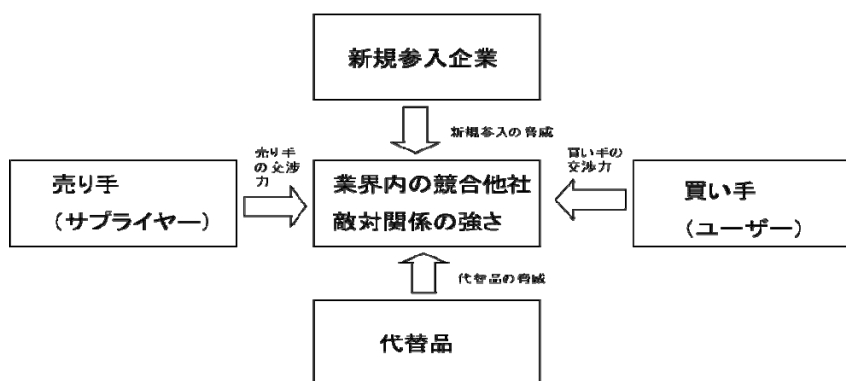 新規参入企業
新規参入の脅威
売り手
の交渉
力
買い手の
交渉力
売り手
(サプライヤー)
業界内の競合他社
敵対関係の強さ
買い手
(ユーザー)
代替品の脅威
代替品